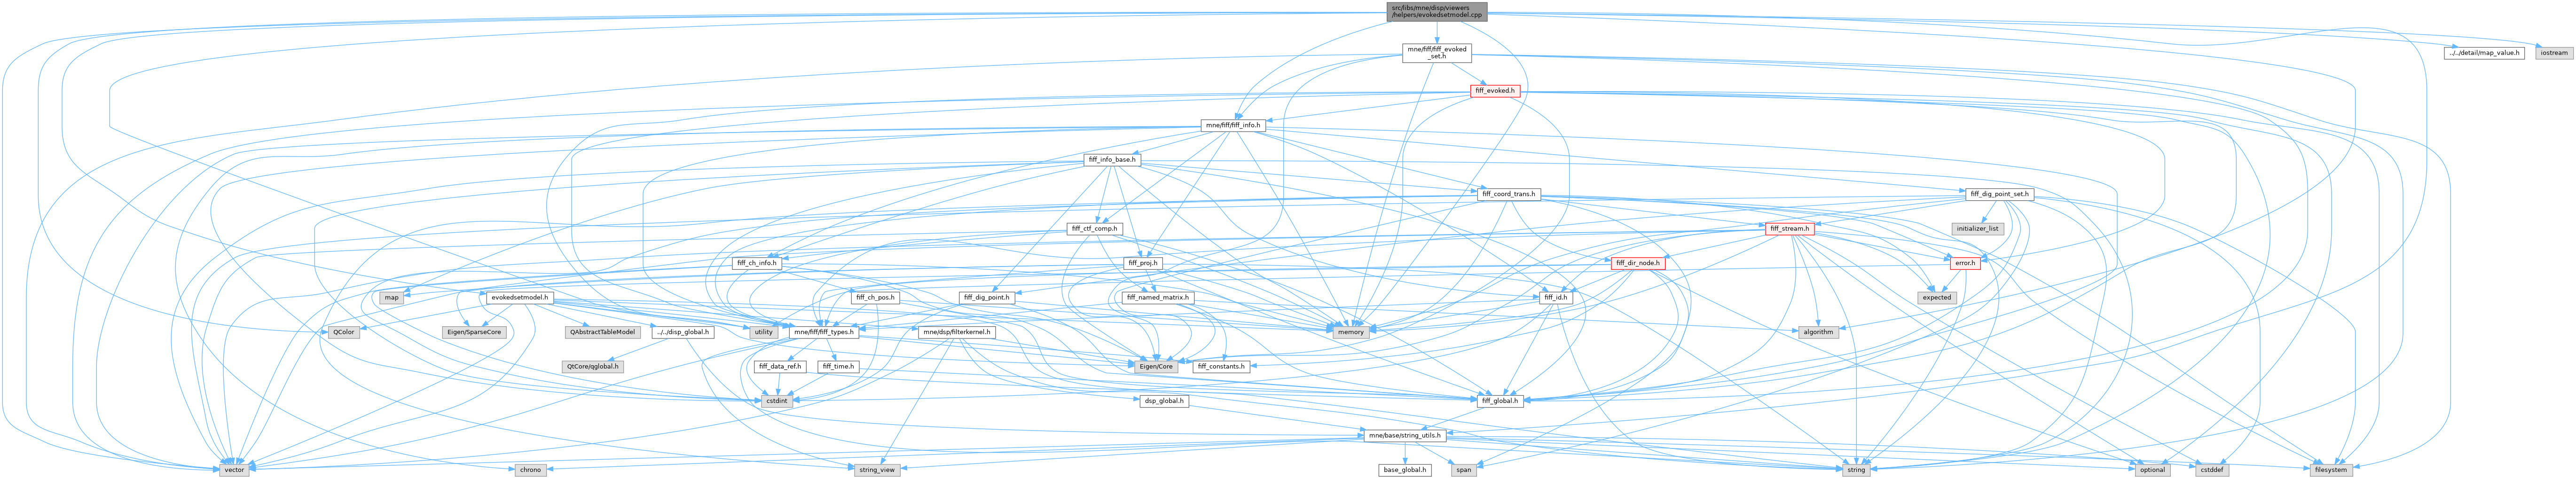 src/libs/mne/disp/viewers
/helpers/evokedsetmodel.cpp
mne/fiff/fiff_evoked
_set.h
../../detail/map_value.h
iostream
fiff_evoked.h
mne/fiff/fiff_info.h
fiff_info_base.h
fiff_coord_trans.h
fiff_dig_point_set.h
fiff_ctf_comp.h
fiff_stream.h
initializer_list
fiff_ch_info.h
fiff_proj.h
fiff_dir_node.h
error.h
map
evokedsetmodel.h
fiff_ch_pos.h
fiff_dig_point.h
fiff_named_matrix.h
fiff_id.h
expected
QColor
Eigen/SparseCore
QAbstractTableModel
../../disp_global.h
utility
mne/fiff/fiff_types.h
mne/dsp/filterkernel.h
memory
algorithm
QtCore/qglobal.h
fiff_data_ref.h
fiff_time.h
Eigen/Core
fiff_constants.h
cstdint
dsp_global.h
fiff_global.h
mne/base/string_utils.h
vector
chrono
string_view
base_global.h
span
string
optional
cstddef
filesystem